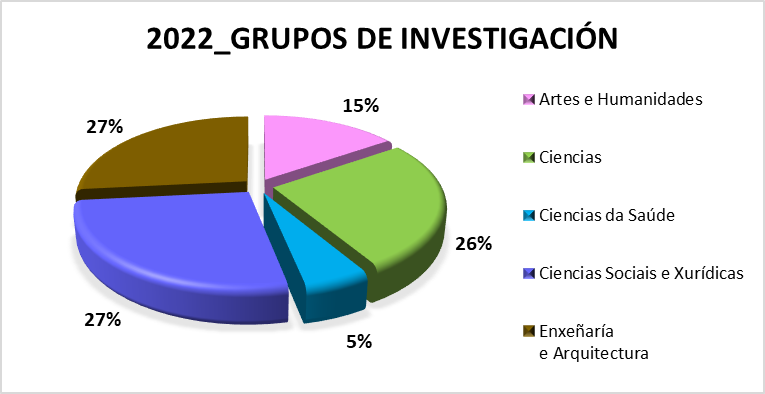 2022_GRUPOS DE INVESTIGACIÓN
15%
26%
5%
27%
27%
Artes e Humanidades
Ciencias
Ciencias da Saúde
Ciencias Sociais e Xurídicas
Enxeñaría
e Arquitectura